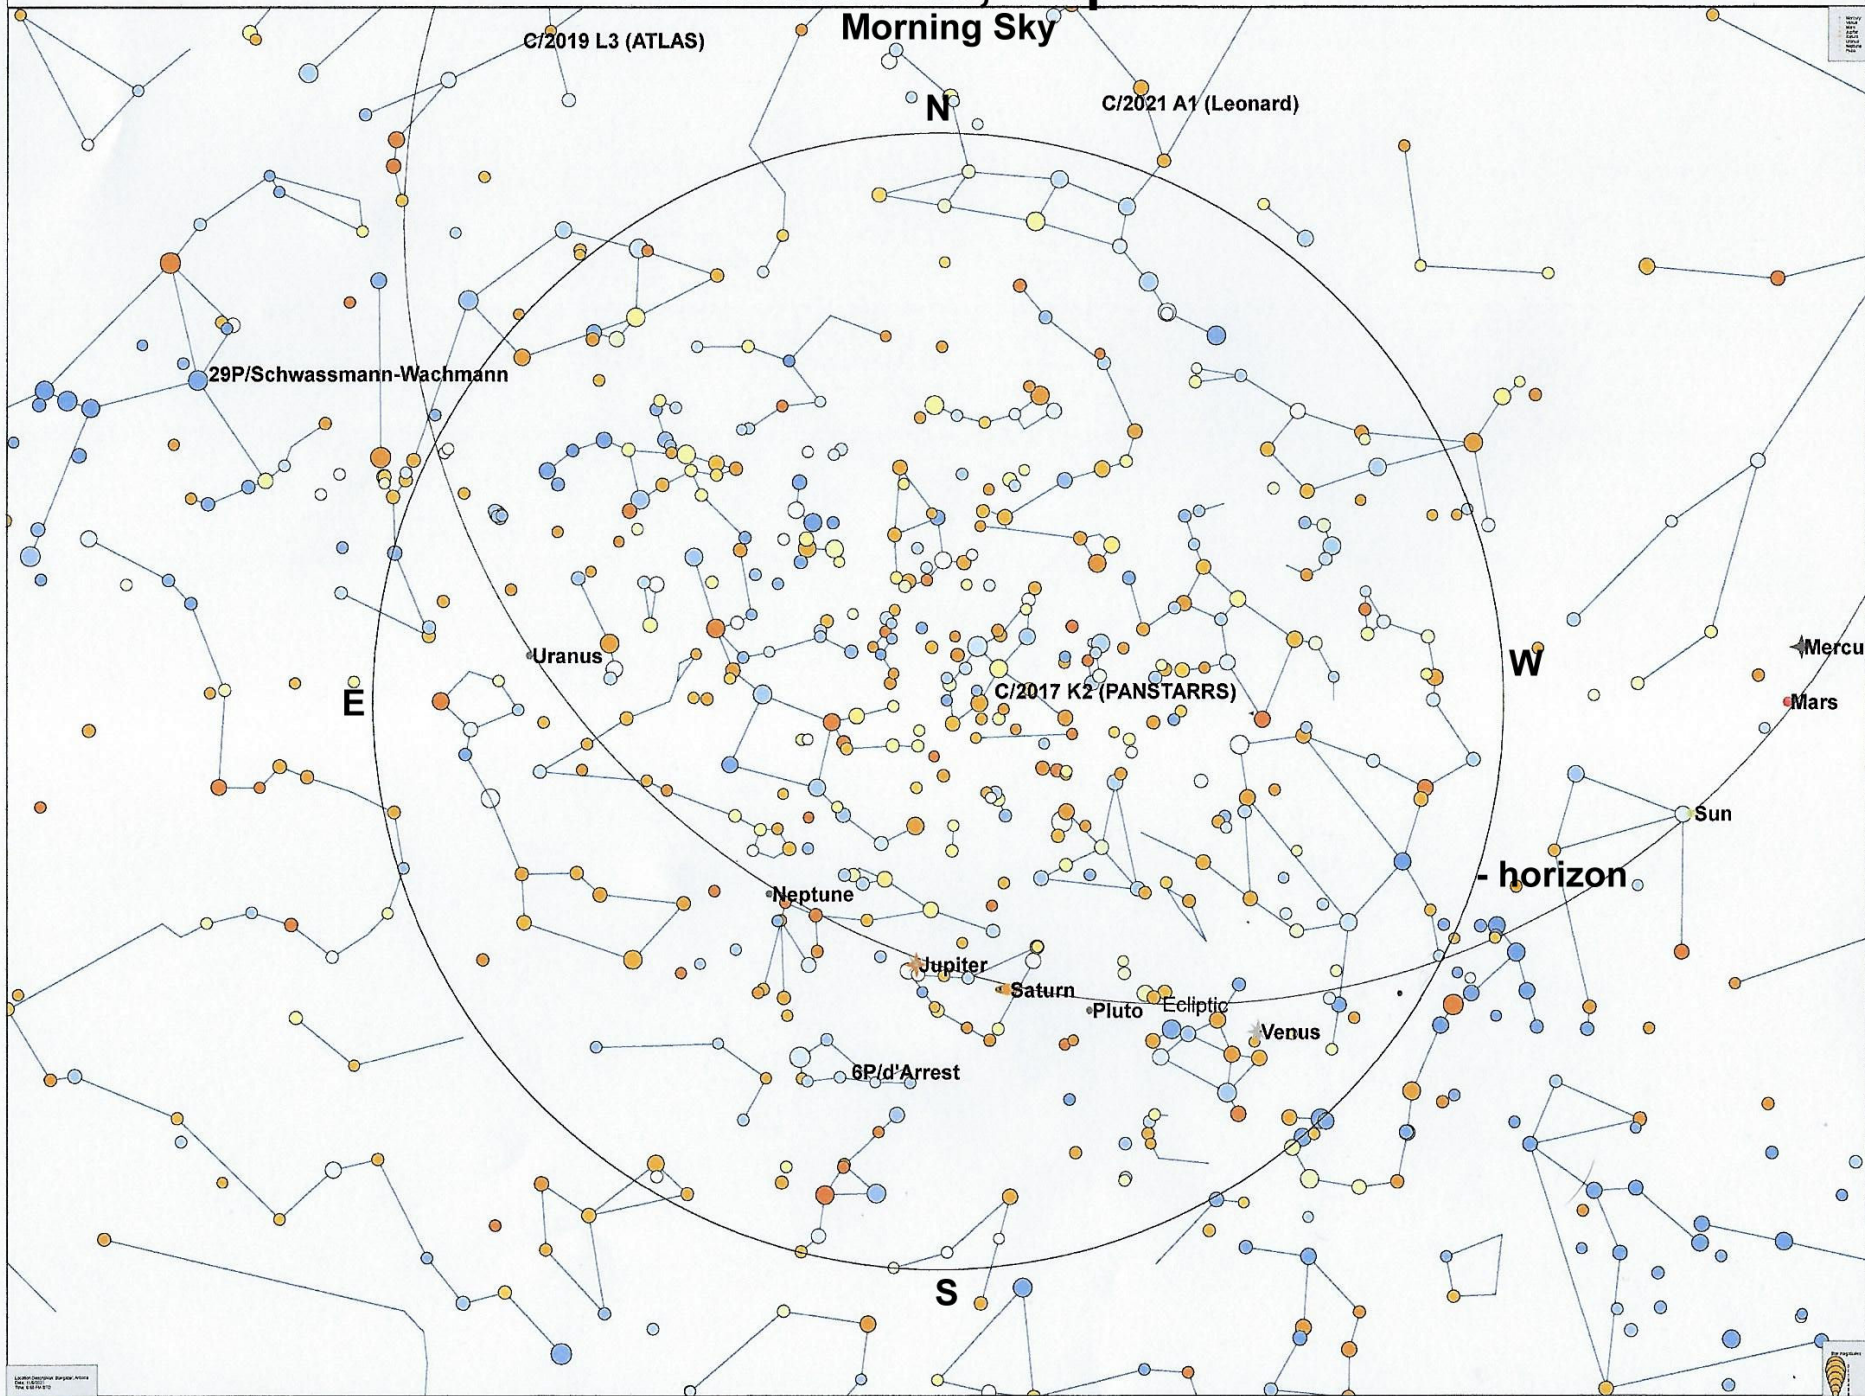 Morning Sky
C/2019 L3 (ATLAS)
N
C/2021 A1 (Leonard)
29P/Schwassmann-Wachmann
Uranus
W
Mercu
E
C/2017 K2 (PANSTARRS)
Mars
Sun
- horizon
Neptune
Jupiter
Saturn
Pluto
Ecliptic
Venus
6P/d'Arrest
S